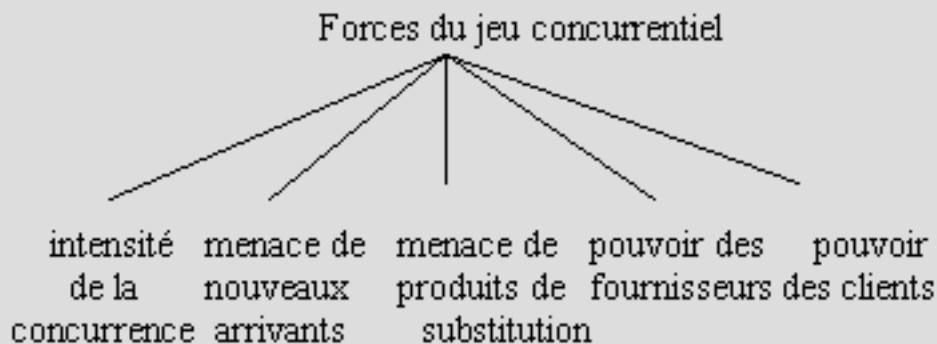 Forces du jeu concurrentiel
intensité
de la
concurrence
menace de
nouveaux
arrivants
menace de
produits de
substitution
pouvoir des
fournisseurs
pouvoir
des clients